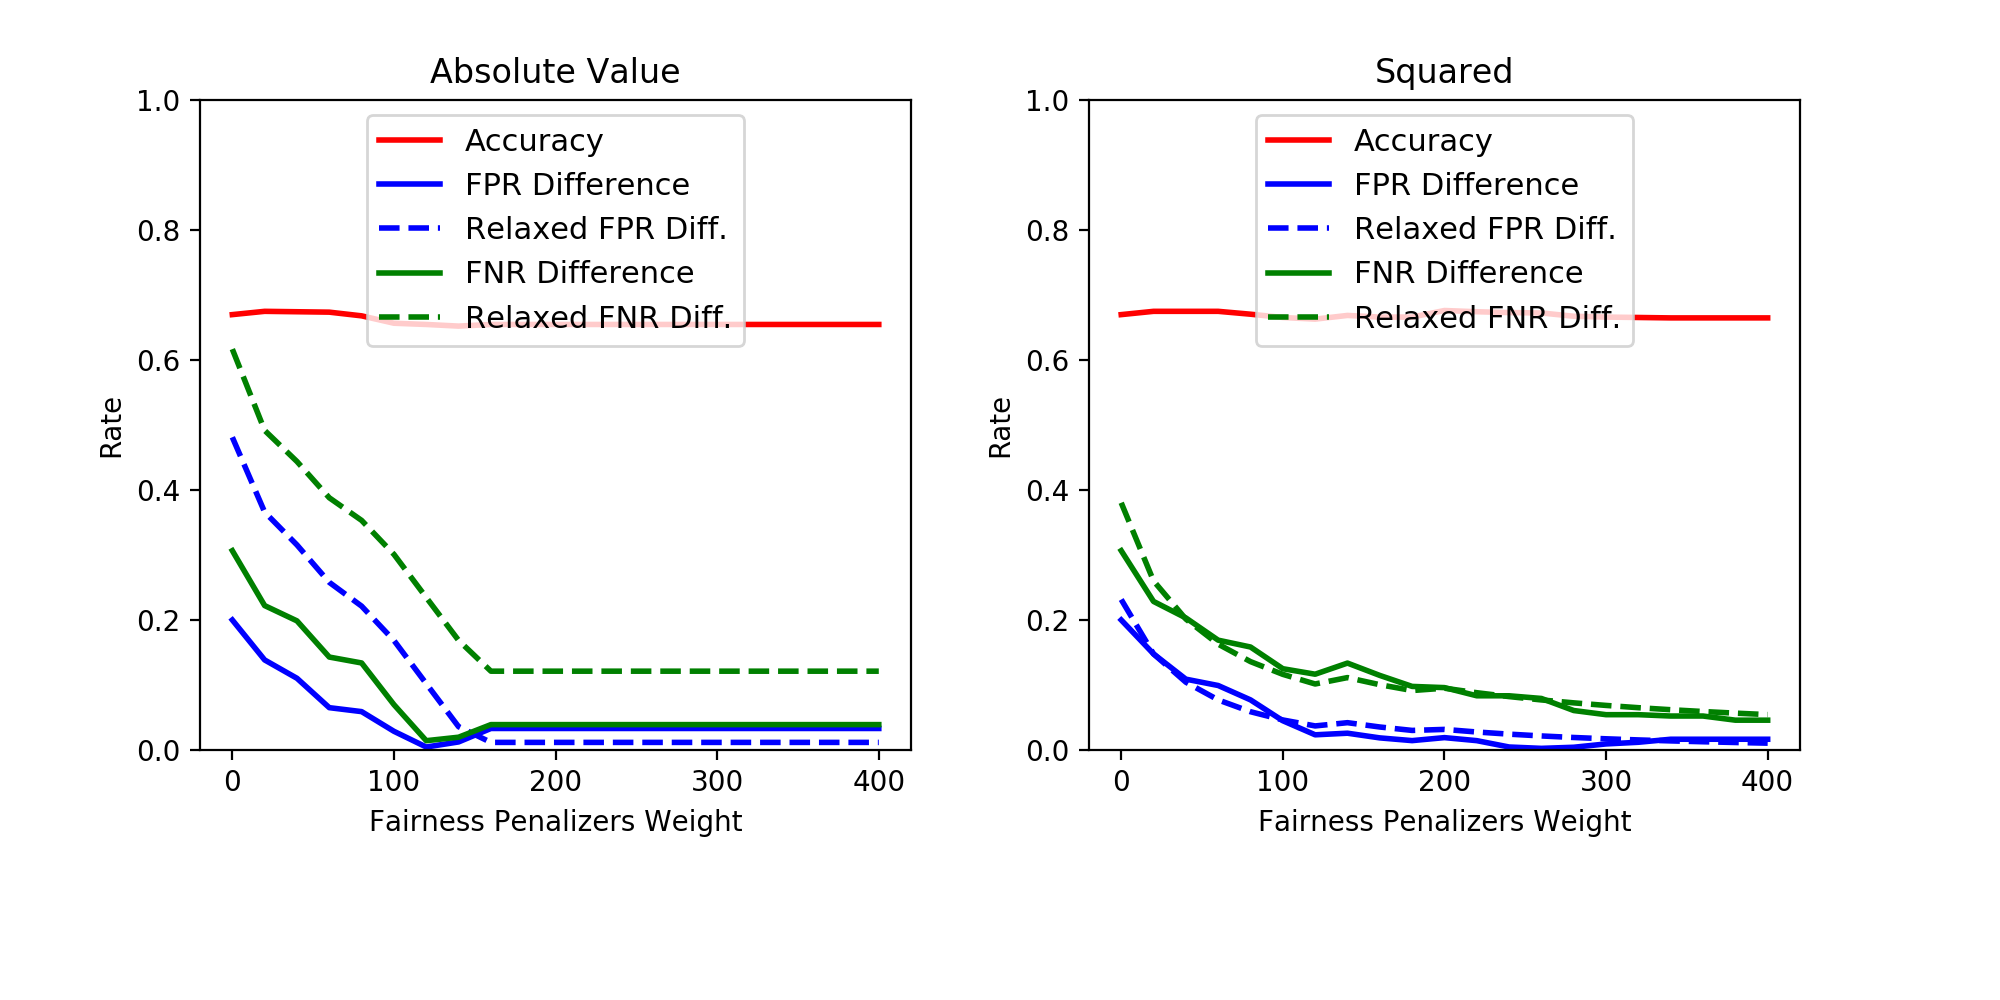 Absolute Value
1.0
0.8
0.6
0.4
0.2
0.0
Rate
Accuracy
FPR Difference
Relaxed FPR Diff.
FNR Difference
Relaxed FNR Diff.
0 100 200 300 400
Fairness Penalizers Weight
Squared
1.0
0.8
0.6
0.4
0.2
0.0
Rate
Accuracy
FPR Difference
Relaxed FPR Diff.
FNR Difference
Relaxed FNR Diff.
0 100 200 300 400
Fairness Penalizers Weight